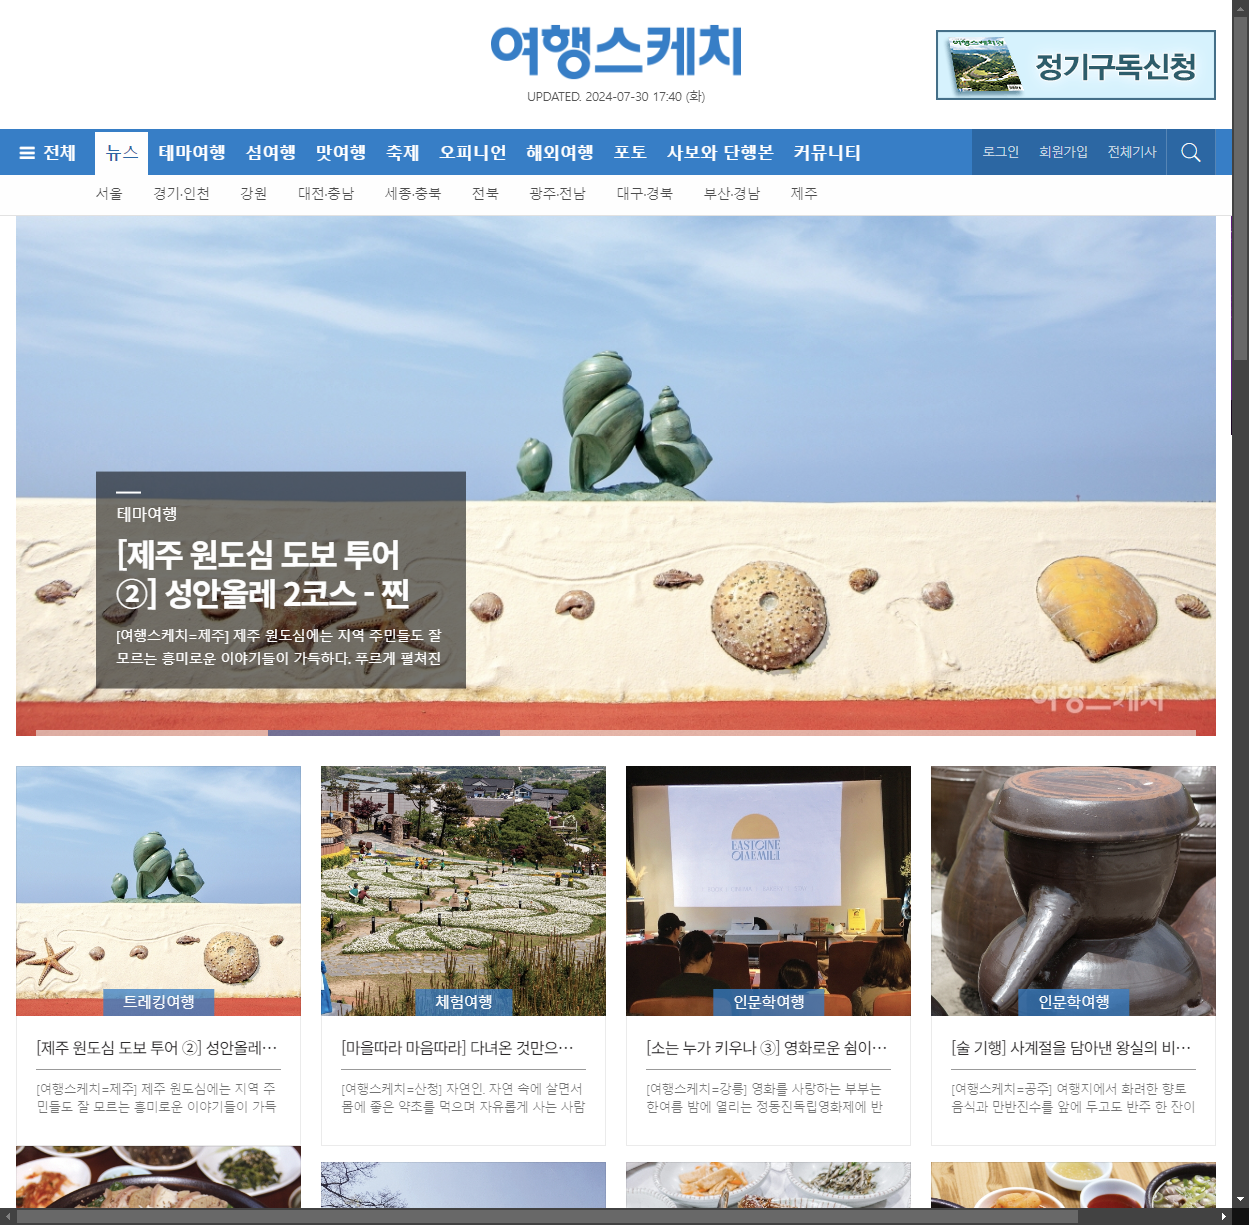 여행스케치
UPDATED. 2024-07-30 17:40 (화)
정기구독신청
전체 뉴스 테마여행 섬여행 맛여행 축제 오피니언 해외여행 포토 사보와 단행본 커뮤니티
로그인 회원가입 전체기사
서울 경기·인천 강원 대전·충남 세종·충북 전북 광주·전남 대구·경북 부산·경남 제주
테마여행
[제주 원도심 도보 투어
②] 성안올레 2코스 - 찐
[여행스케치=제주] 제주 원도심에는 지역 주민들도 잘
모르는 흥미로운 이야기들이 가득하다. 푸르게 펼쳐진
여행스케치
트레킹여행
[제주 원도심 도보 투어 ②] 성안올레…
[여행스케치=제주] 제주 원도심에는 지역 주
민들도 잘 모르는 흥미로운 이야기들이 가득
체험여행
[마을따라 마음따라] 다녀온 것만으…
[여행스케치=산청] 자연인. 자연 속에 살면서
몸에 좋은 약초를 먹으며 자유롭게 사는 사람
EASTCINE
인문학여행
[소는 누가 키우나 ③] 영화로운 쉼이…
[여행스케치=강릉] 영화를 사랑하는 부부는
한여름 밤에 열리는 정동진독립영화제에 반
인문학여행
[술 기행] 사계절을 담아낸 왕실의 비…
[여행스케치=공주] 여행지에서 화려한 향토
음식과 만반진수를 앞에 두고도 반주 한 잔이